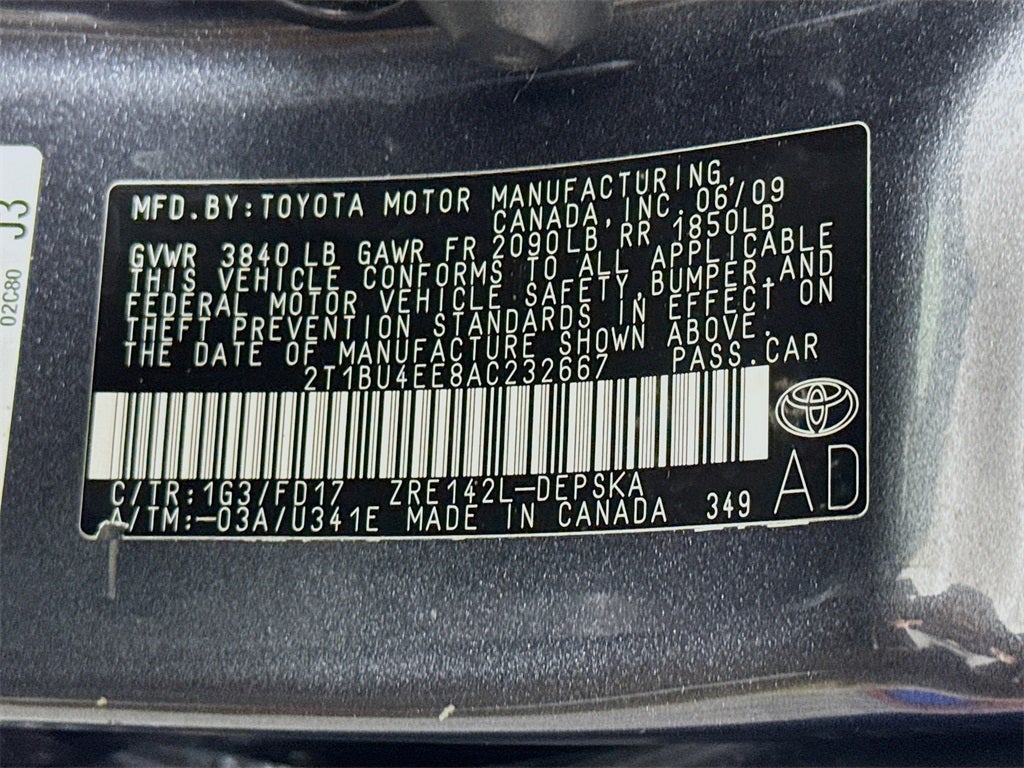 MFD.BY:TOYOTA MOTOR MANUFACTURING,
CANADA,INC. 06/09
GVWR 3840 LB GAWR FR 2090LB RR 1850LB
THIS VEHICLE CONFORMS TO ALL APPLICABLE
FEDERAL MOTOR VEHICLE SAFETY,BUMPER,AND
THEFT PREVENTION STANDARDS IN EFFECT ON
THE DATE OF MANUFACTURE SHOWN ABOVE.
2T1BU4EE8AC232667 PASS.CAR
C/TR:1G3/FD17 ZRE142L-DEPSKA
A/TM:-03A/U341E MADE IN CANADA 349
AD
J3
02C80